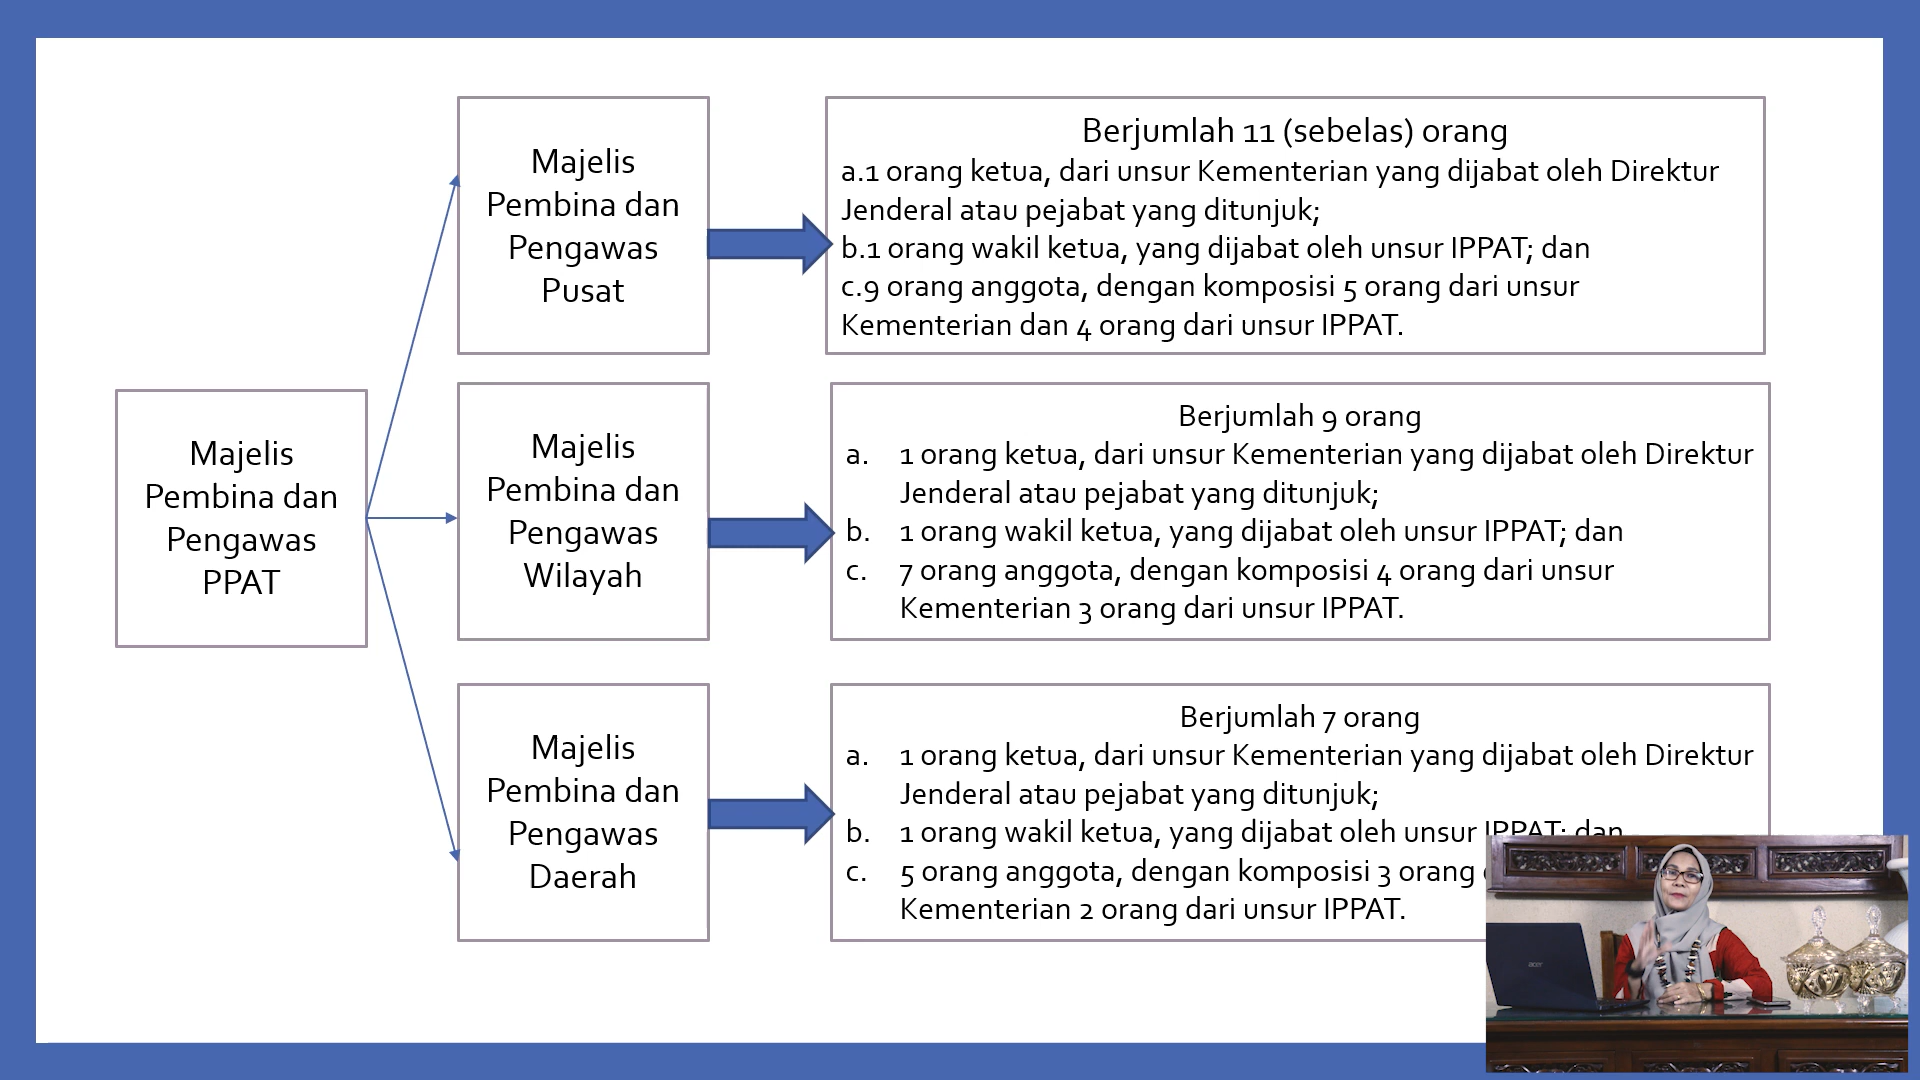 Majelis
Pembina dan
Pengawas
PPAT
Majelis
Pembina dan
Pengawas
Pusat
Berjumlah 11 (sebelas) orang
a.1 orang ketua, dari unsur Kementerian yang dijabat oleh Direktur
Jenderal atau pejabat yang ditunjuk;
b.1 orang wakil ketua, yang dijabat oleh unsur IPPAT; dan
c.9 orang anggota, dengan komposisi 5 orang dari unsur
Kementerian dan 4 orang dari unsur IPPAT.
Majelis
Pembina dan
Pengawas
Wilayah
Berjumlah 9 orang
a. 1 orang ketua, dari unsur Kementerian yang dijabat oleh Direktur
Jenderal atau pejabat yang ditunjuk;
b. 1 orang wakil ketua, yang dijabat oleh unsur IPPAT; dan
c. 7 orang anggota, dengan komposisi 4 orang dari unsur
Kementerian 3 orang dari unsur IPPAT.
Majelis
Pembina dan
Pengawas
Daerah
Berjumlah 7 orang
a. 1 orang ketua, dari unsur Kementerian yang dijabat oleh Direktur
Jenderal atau pejabat yang ditunjuk;
b. 1 orang wakil ketua, yang dijabat oleh unsur IPPAT; dan
c. 5 orang anggota, dengan komposisi 3 orang
Kementerian 2 orang dari unsur IPPAT.
acer